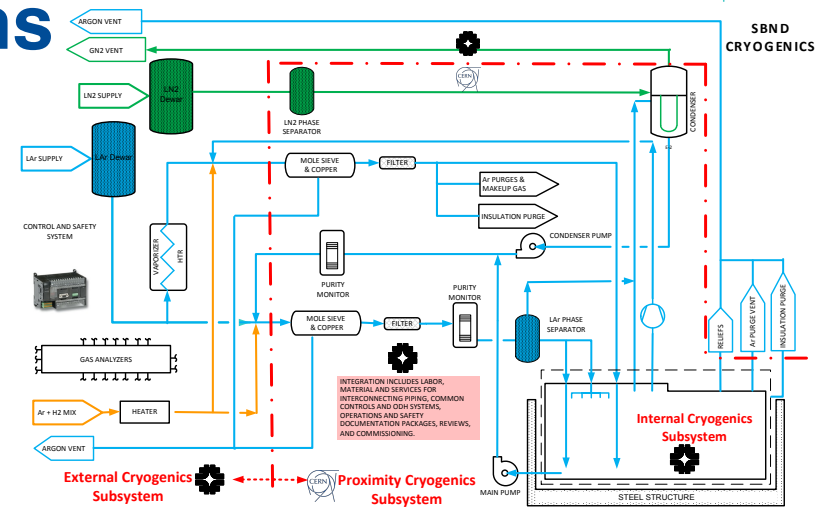 ns
ARGON VENT
GN2 VENT
SBND
CRYOGENICS
CERN
LN2
Dewar
LN2 SUPPLY
LN2 PHASE
SEPARATOR
CONDENSER
LAr Dewar
LAr SUPPLY
MOLE SIEVE
& COPPER
FILTER
Ar PURGES &
MAKEUP GAS
INSULATION PURGE
CONTROL AND SAFETY
SYSTEM
VAPORIZER
HTR
CONDENSER PUMP
PURITY
MONITOR
PURITY
MONITOR
MOLE SIEVE
& COPPER
FILTER
LAr PHASE
SEPARATOR
RELIEFS
Ar PURGE VENT
INSULATION PURGE
GAS ANALYZERS
INTEGRATION INCLUDES LABOR,
MATERIAL AND SERVICES FOR
INTERCONNECTING PIPING, COMMON
CONTROLS AND ODH SYSTEMS,
OPERATIONS AND SAFETY
DOCUMENTATION PACKAGES, REVIEWS,
AND COMMISSIONING.
Ar + H2 MIX
HEATER
Internal Cryogenics
Subsystem
ARGON VENT
External Cryogenics
Subsystem
CERN
Proximity Cryogenics
Subsystem
MAIN PUMP
STEEL STRUCTURE